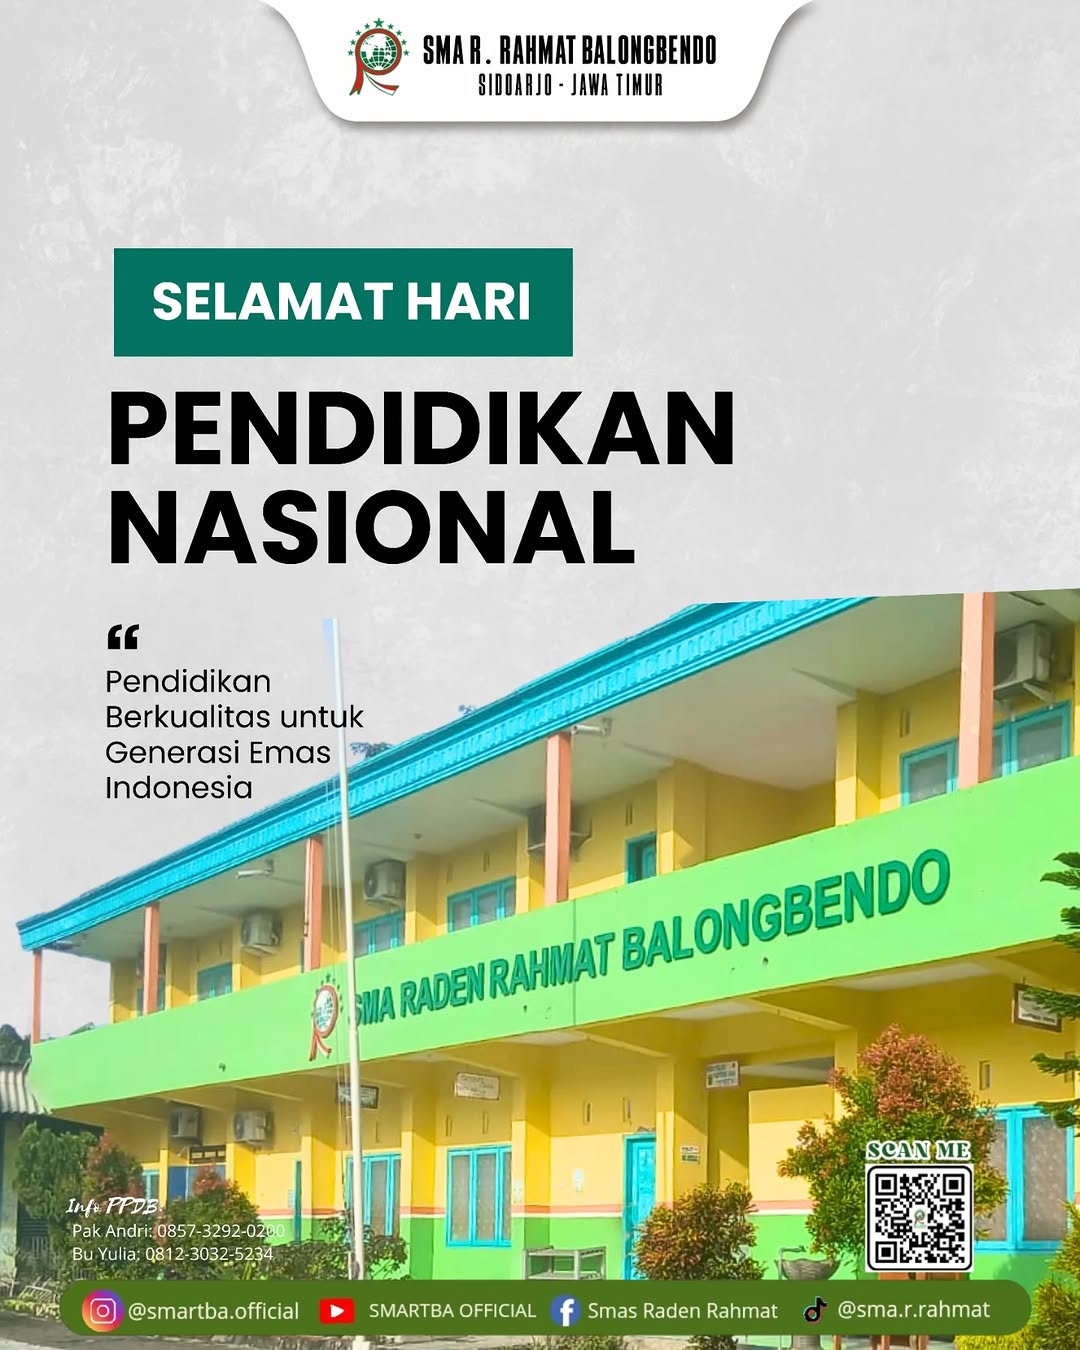 SMA R. RAHMAT BALONGBENDO
SIDOARJO - JAWA TIMUR
SELAMAT HARI
PENDIDIKAN
NASIONAL
“
Pendidikan
Berkualitas untuk
Generasi Emas
Indonesia
SMA RADEN RAHMAT BALONGBENDO
SCAN ME
Info PPDB:
Pak Andri: 0857-3292-0200
Bu Yulia: 0812-3032-5234
@smartba.official SMARTBA OFFICIAL Smas Raden Rahmat @sma.r.rahmat